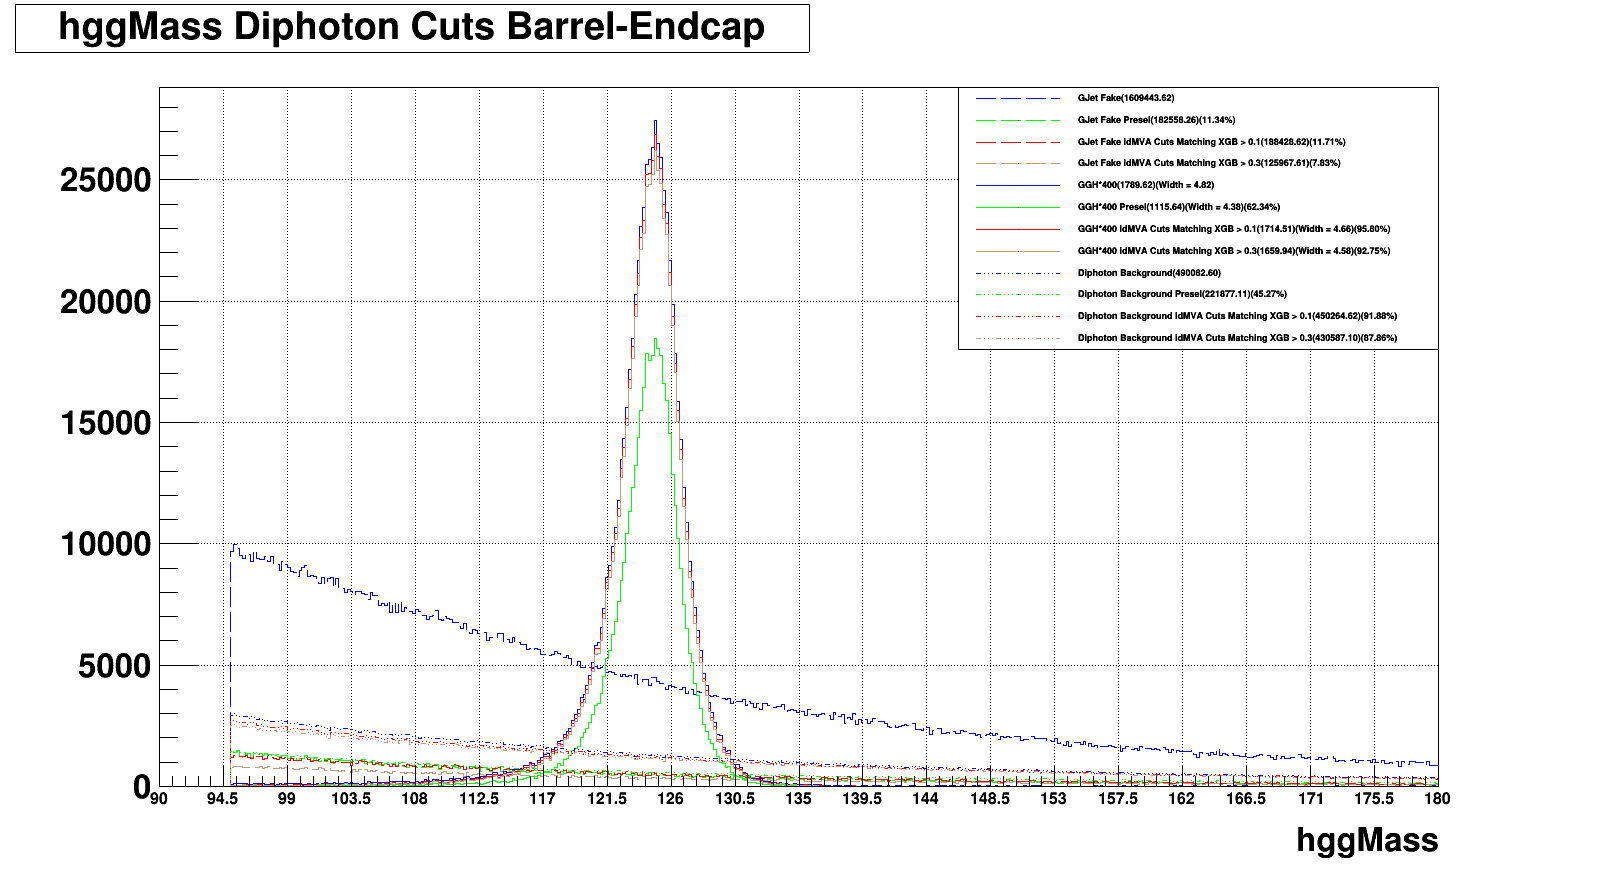 hggMass Diphoton Cuts Barrel-Endcap
GJet Fake(1609443.62)
GJet Fake Presel(182558.26)(11.34%)
GJet Fake idMVA Cuts Matching XGB > 0.1(188428.62)(11.71%)
GJet Fake idMVA Cuts Matching XGB > 0.3(125967.61)(7.83%)
GGH*400(1789.62)(Width = 4.82)
GGH*400 Presel(1115.64)(Width = 4.38)(62.34%)
GGH*400 idMVA Cuts Matching XGB > 0.1(1714.51)(Width = 4.66)(95.80%)
GGH*400 idMVA Cuts Matching XGB > 0.3(1659.94)(Width = 4.58)(92.75%)
Diphoton Background(490082.60)
Diphoton Background Presel(221877.11)(45.27%)
Diphoton Background idMVA Cuts Matching XGB > 0.1(450264.62)(91.88%)
Diphoton Background idMVA Cuts Matching XGB > 0.3(430587.10)(87.86%)
25000
20000
15000
10000
5000
0
90 94.5 99 103.5 108 112.5 117 121.5 126 130.5 135 139.5 144 148.5 153 157.5 162 166.5 171 175.5 180
hggMass